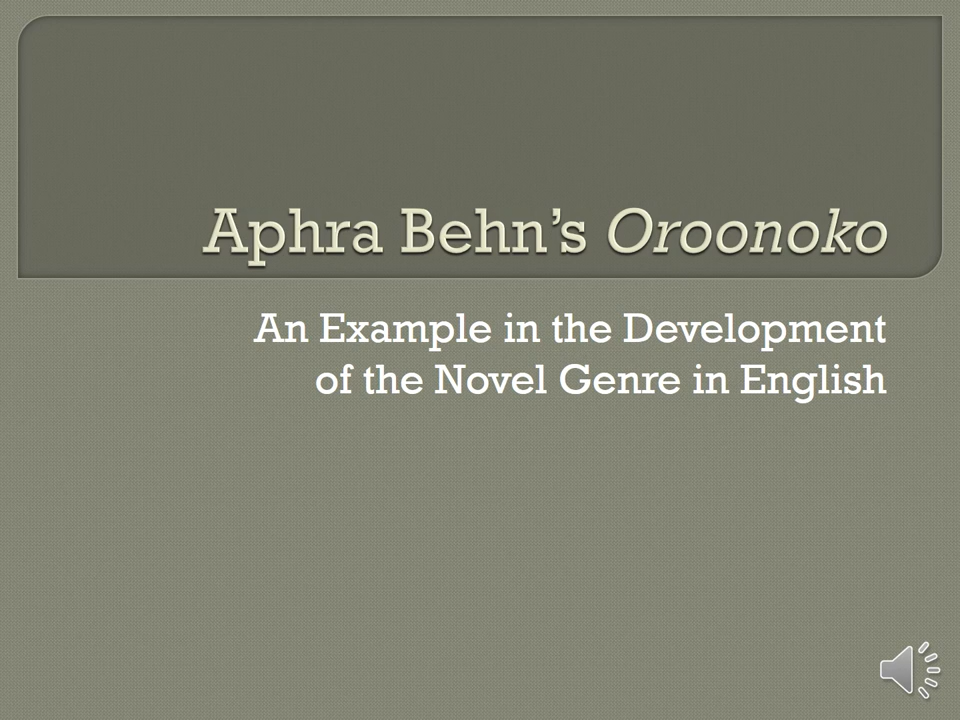 Aphra Behn’s Oroonoko
An Example in the Development
of the Novel Genre in English